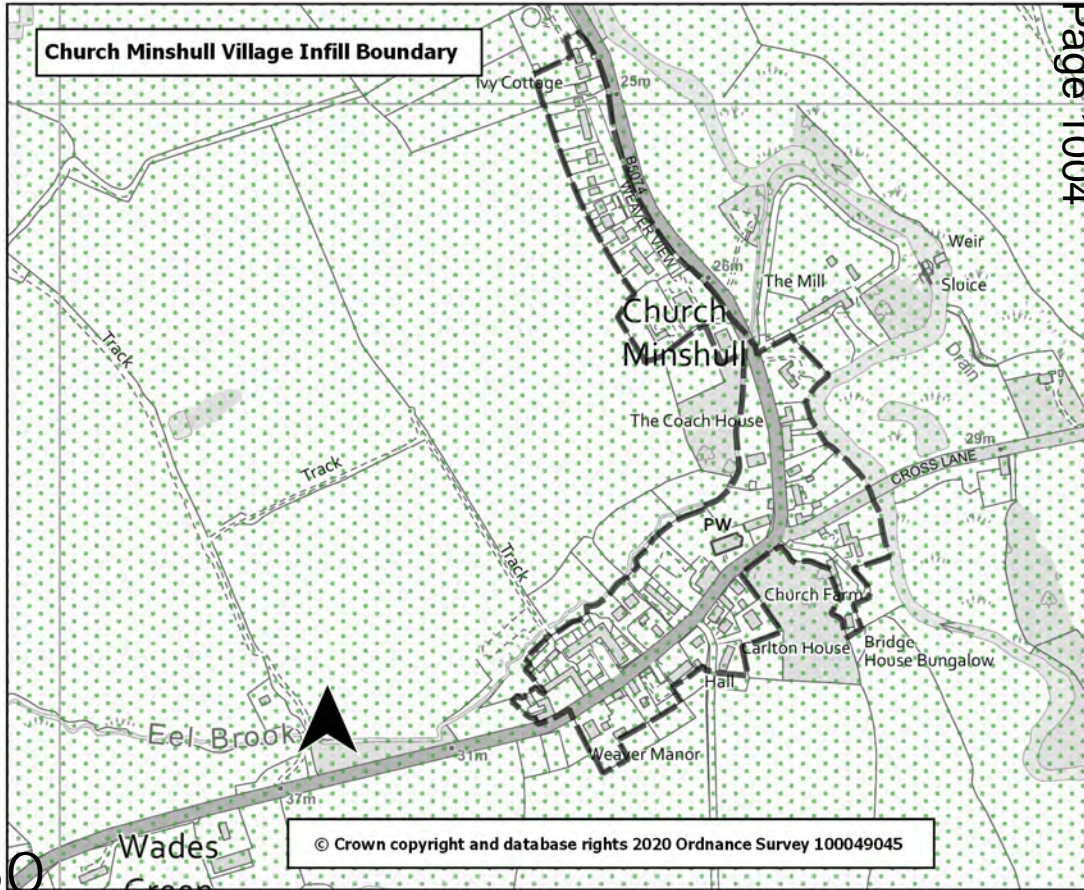 Church Minshull Village Infill Boundary
Page 1004
Ivy Cottage
25m
B5074
WEAVER VIEW
26m
Weir
The Mill
Sluice
Church
Minshull
Drain
Track
The Coach House
29m
CROSS LANE
Track
PW
Track
Church Farm
Carlton House
Bridge
House Bungalow
Hall
Eel Brook
31m
Weaver Manor
37m
Wades
Green
© Crown copyright and database rights 2020 Ordnance Survey 100049045